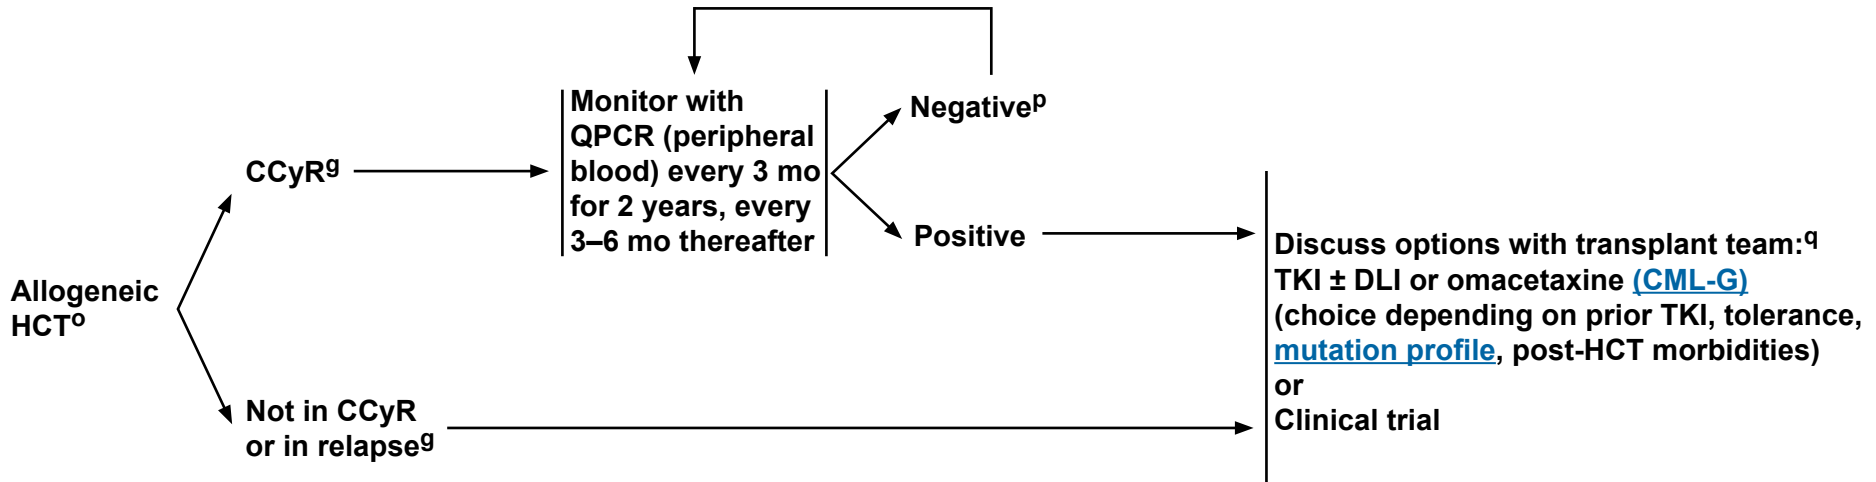 Allogeneic
HCTᵒ
CCyRᵍ
Monitor with
QPCR (peripheral
blood) every 3 mo
for 2 years, every
3–6 mo thereafter
Negativeᵖ
Positive
Not in CCyR
or in relapseᵍ
Discuss options with transplant team:q
TKI ± DLI or omacetaxine (CML-G)
(choice depending on prior TKI, tolerance,
mutation profile, post-HCT morbidities)
or
Clinical trial